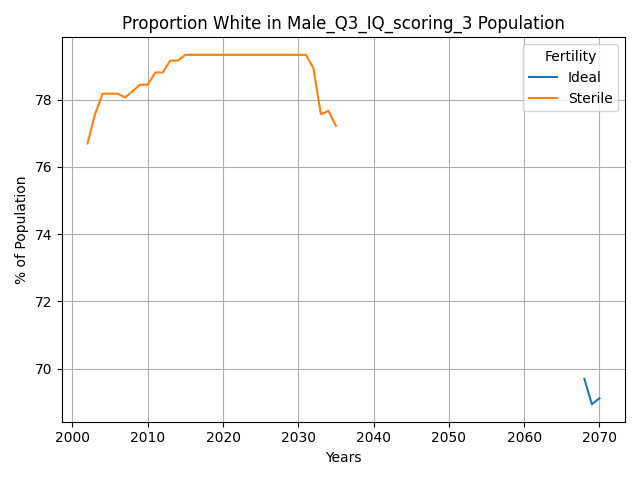 Proportion White in Male_Q3_IQ_scoring_3 Population
Fertility
Ideal
Sterile
% of Population
78
76
74
72
70
2000 2010 2020 2030 2040 2050 2060 2070
Years